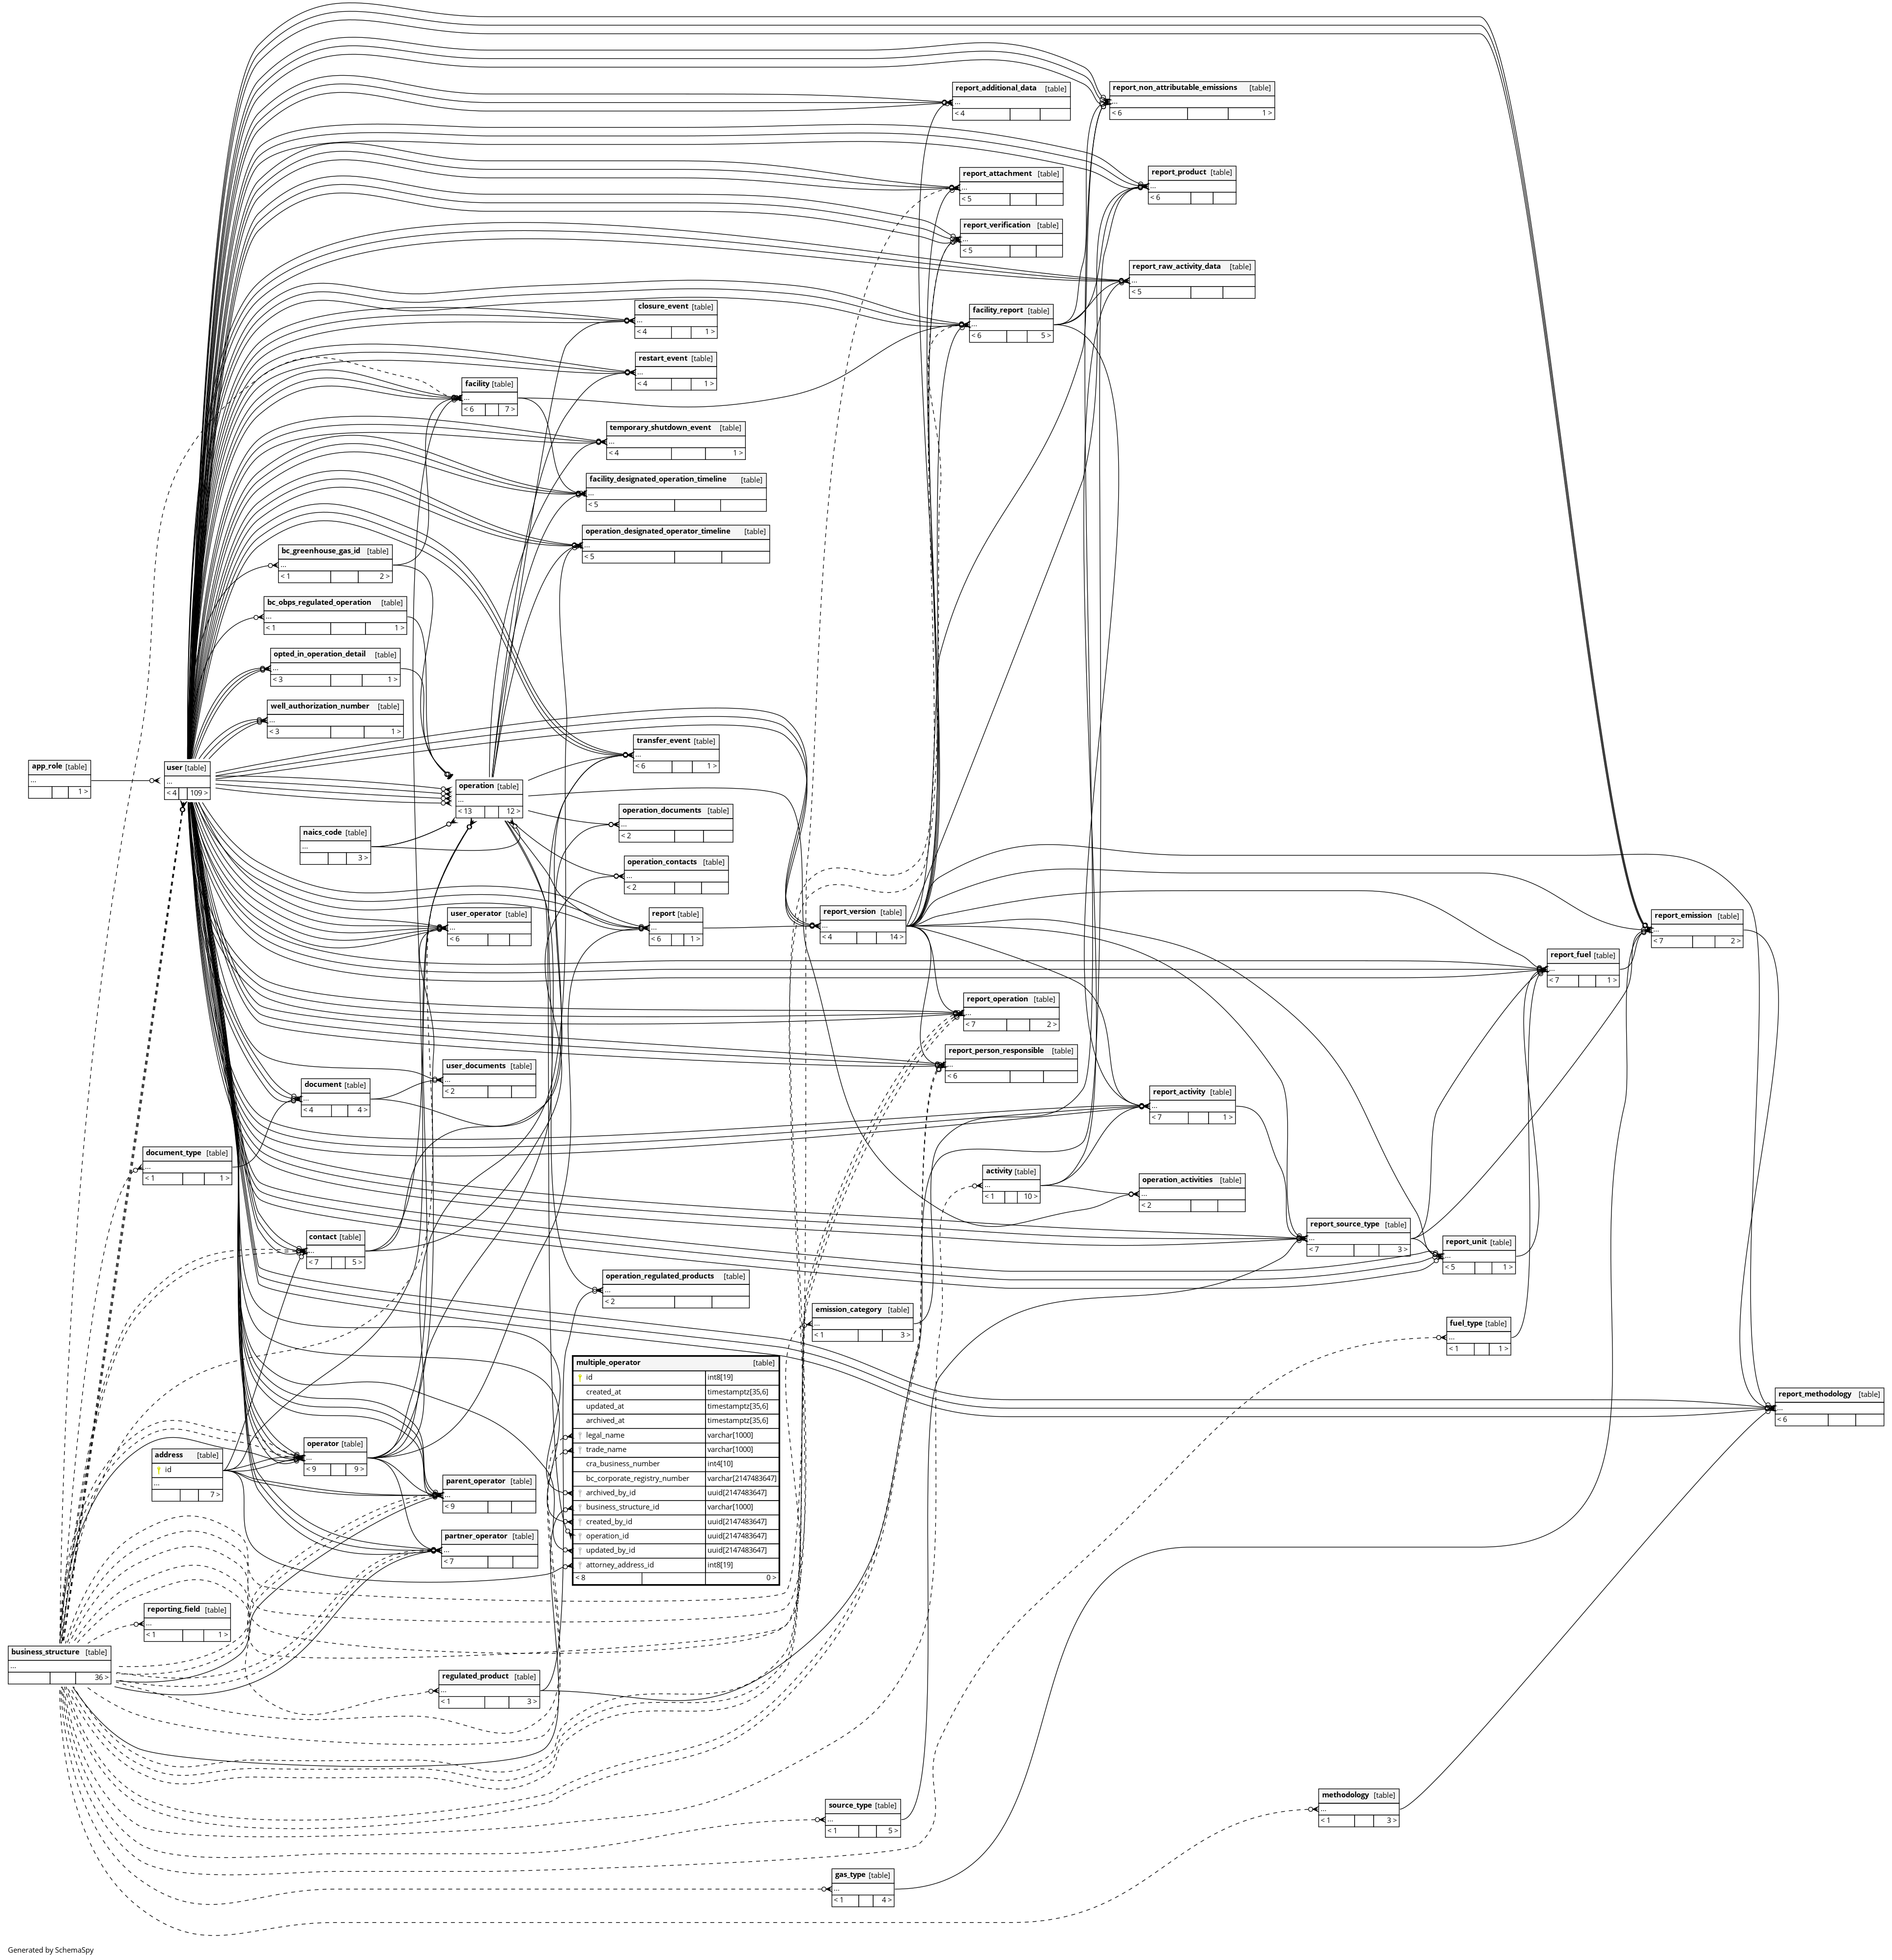 report_additional_data [table]
...
< 4
report_non_attributable_emissions [table]
...
< 6 1 >
report_attachment [table]
...
< 5
report_product [table]
...
< 6
report_verification [table]
...
< 5
report_raw_activity_data [table]
...
< 5
closure_event [table]
...
< 4 1 >
facility_report [table]
...
< 6 5 >
restart_event [table]
...
< 4 1 >
facility [table]
...
< 6 7 >
temporary_shutdown_event [table]
...
< 4 1 >
facility_designated_operation_timeline [table]
...
< 5
operation_designated_operator_timeline [table]
...
< 5
bc_greenhouse_gas_id [table]
...
< 1 2 >
bc_obps_regulated_operation [table]
...
< 1 1 >
opted_in_operation_detail [table]
...
< 3 1 >
well_authorization_number [table]
...
< 3 1 >
transfer_event [table]
...
< 6 1 >
app_role [table]
...
1 >
user [table]
...
< 4 109 >
operation [table]
...
< 13 12 >
operation_documents [table]
...
< 2
naics_code [table]
...
3 >
operation_contacts [table]
...
< 2
user_operator [table]
...
< 6
report [table]
...
< 6 1 >
report_version [table]
...
< 4 14 >
report_emission [table]
...
< 7 2 >
report_fuel [table]
...
< 7 1 >
report_operation [table]
...
< 7 2 >
report_person_responsible [table]
...
< 6
user_documents [table]
...
< 2
document [table]
...
< 4 4 >
report_activity [table]
...
< 7 1 >
document_type [table]
...
< 1 1 >
activity [table]
...
< 1 10 >
operation_activities [table]
...
< 2
report_source_type [table]
...
< 7 3 >
contact [table]
...
< 7 5 >
report_unit [table]
...
< 5 1 >
operation_regulated_products [table]
...
< 2
emission_category [table]
...
< 1 3 >
fuel_type [table]
...
< 1 1 >
multiple_operator [table]
id int8[19]
created_at timestamptz[35,6]
updated_at timestamptz[35,6]
archived_at timestamptz[35,6]
legal_name varchar[1000]
trade_name varchar[1000]
cra_business_number int4[10]
bc_corporate_registry_number varchar[2147483647]
archived_by_id uuid[2147483647]
business_structure_id varchar[1000]
created_by_id uuid[2147483647]
operation_id uuid[2147483647]
updated_by_id uuid[2147483647]
attorney_address_id int8[19]
< 8 0 >
report_methodology [table]
...
< 6
operator [table]
...
< 9 9 >
address [table]
id
...
7 >
parent_operator [table]
...
< 9
partner_operator [table]
...
< 7
reporting_field [table]
...
< 1 1 >
business_structure [table]
...
36 >
regulated_product [table]
...
< 1 3 >
methodology [table]
...
< 1 3 >
source_type [table]
...
< 1 5 >
gas_type [table]
...
< 1 4 >
Generated by SchemaSpy